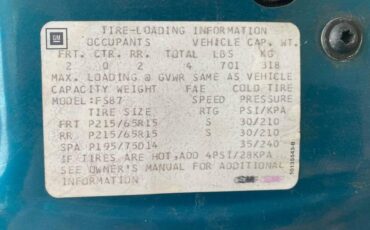 GM
TIRE-LOADING INFORMATION
OCCUPANTS VEHICLE CAP. WT.
FRT. CTR. RR. TOTAL LBS KG
2 0 2 4 701 318
MAX. LOADING @ GVWR SAME AS VEHICLE
CAPACITY WEIGHT FAE COLD TIRE
MODEL:FS87 SPEED PRESSURE
TIRE SIZE RTG PSI/KPA
FRT P215/65R15 S 30/210
RR P215/65R15 S 30/210
SPA P195/75D14 35/240
IF TIRES ARE HOT,ADD 4PSI/28KPA
SEE OWNER'S MANUAL FOR ADDITIONAL
INFORMATION